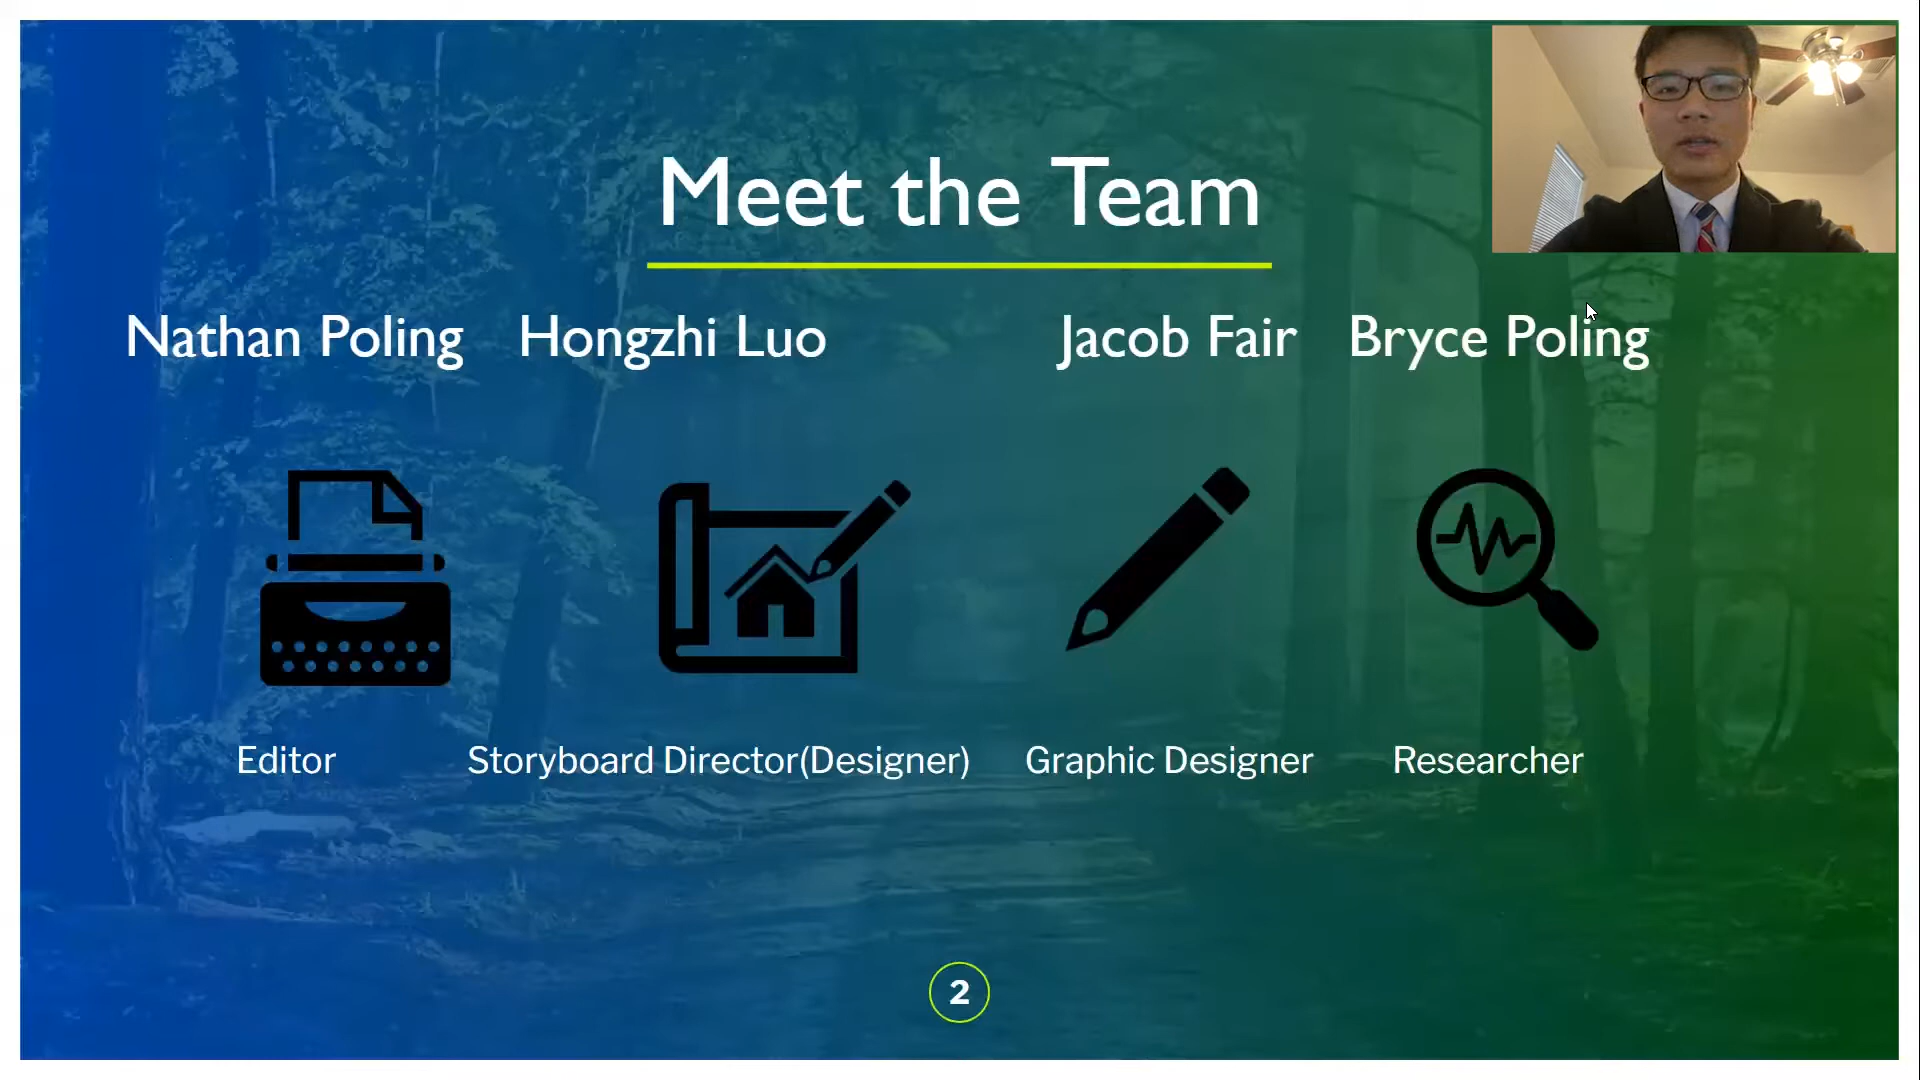 Meet the Team
Nathan Poling Hongzhi Luo Jacob Fair Bryce Poling
Editor Storyboard Director(Designer) Graphic Designer Researcher
2